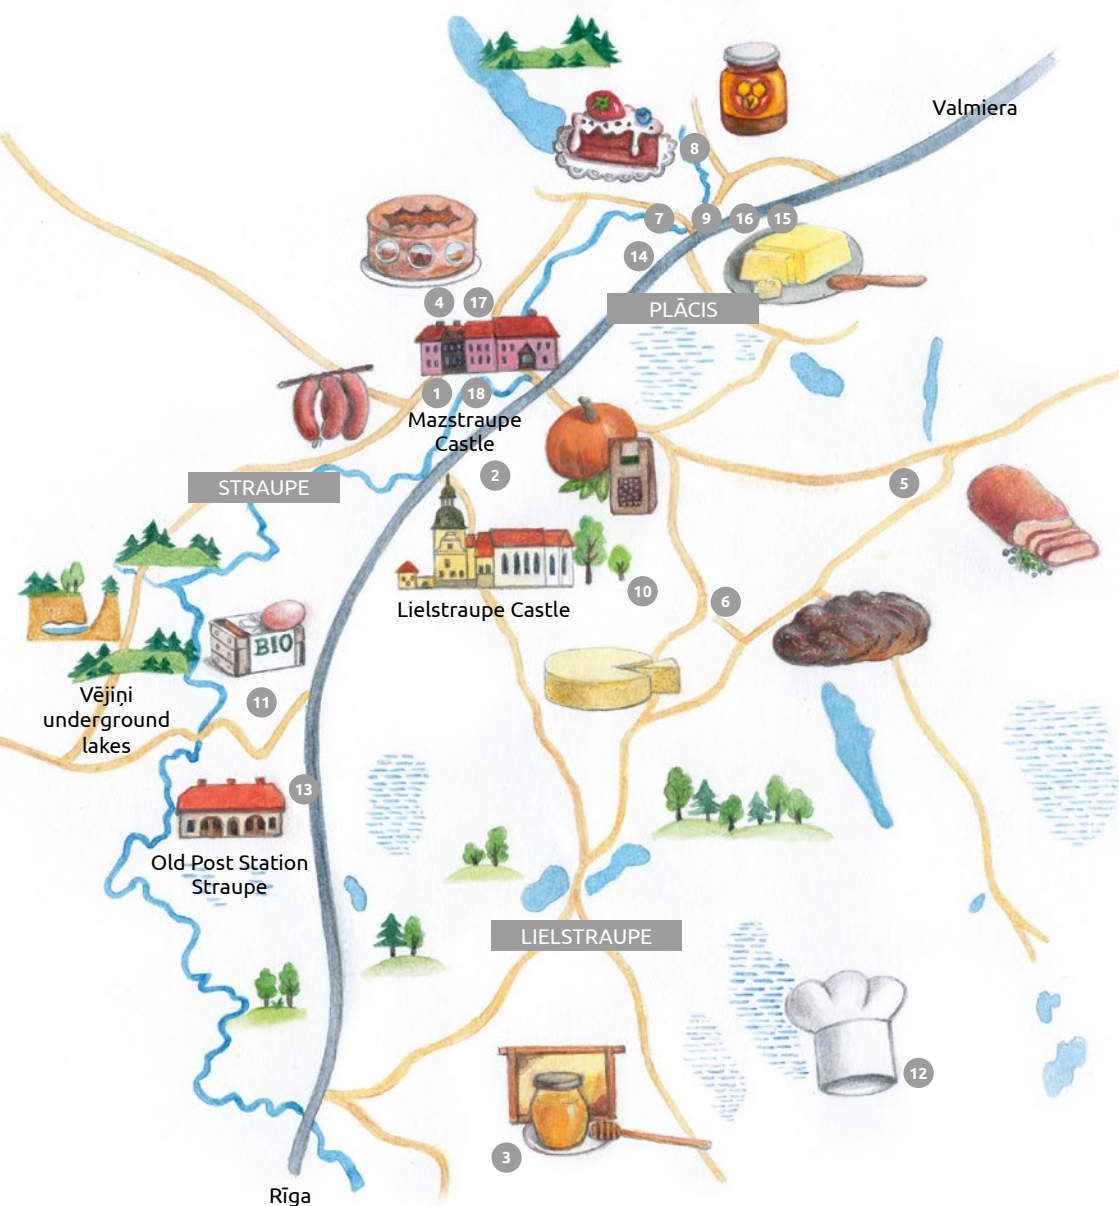 Valmiera
8
7
9
16
15
14
4
17
PLĀCIS
1
18
Mazstraupe
Castle
2
STRAUPE
5
Lielstraupe Castle
10
6
BIO
Vējiņi
underground
lakes
11
13
Old Post Station
Straupe
LIELSTRAUPE
12
3
Rīga